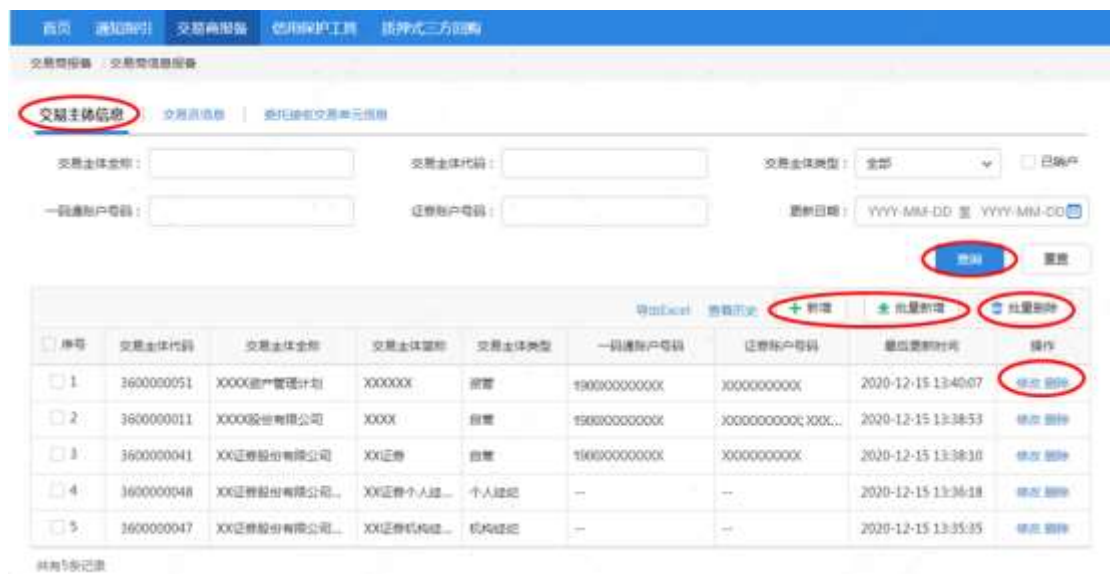 首页 通知指引 交易商报备 信用保护工具 质押式三方回购
交易商报备 / 交易商信息报备
交易主体信息 | 交易员信息 | 委托接收交易单元信息
交易主体全称： 交易主体代码： 交易主体类型： 全部 已销户
一码通账户号码： 证券账户号码： 更新日期： YYYY-MM-DD 至 YYYY-MM-DD
查询 重置
导出Excel 查看历史 新增 批量新增 批量删除
序号 交易主体代码 交易主体全称 交易主体简称 交易主体类型 一码通账户号码 证券账户号码 最后更新时间 操作
1 3600000051 XXXX资产管理计划 XXXXXX 资管 1900XXXXXXXX XXXXXXXXXX 2020-12-15 13:40:07 修改 删除
2 3600000011 XXXX股份有限公司 XXXX 自营 1900XXXXXXXX XXXXXXXXXX; XXX... 2020-12-15 13:38:53 修改 删除
3 3600000041 XX证券股份有限公司 XX证券 自营 1900XXXXXXXX XXXXXXXXXX 2020-12-15 13:38:10 修改 删除
4 3600000048 XX证券股份有限公司... XX证券个人经... 个人经纪 -- -- 2020-12-15 13:36:18 修改 删除
5 3600000047 XX证券股份有限公司... XX证券机构经... 机构经纪 -- -- 2020-12-15 13:35:35 修改 删除
共有5条记录